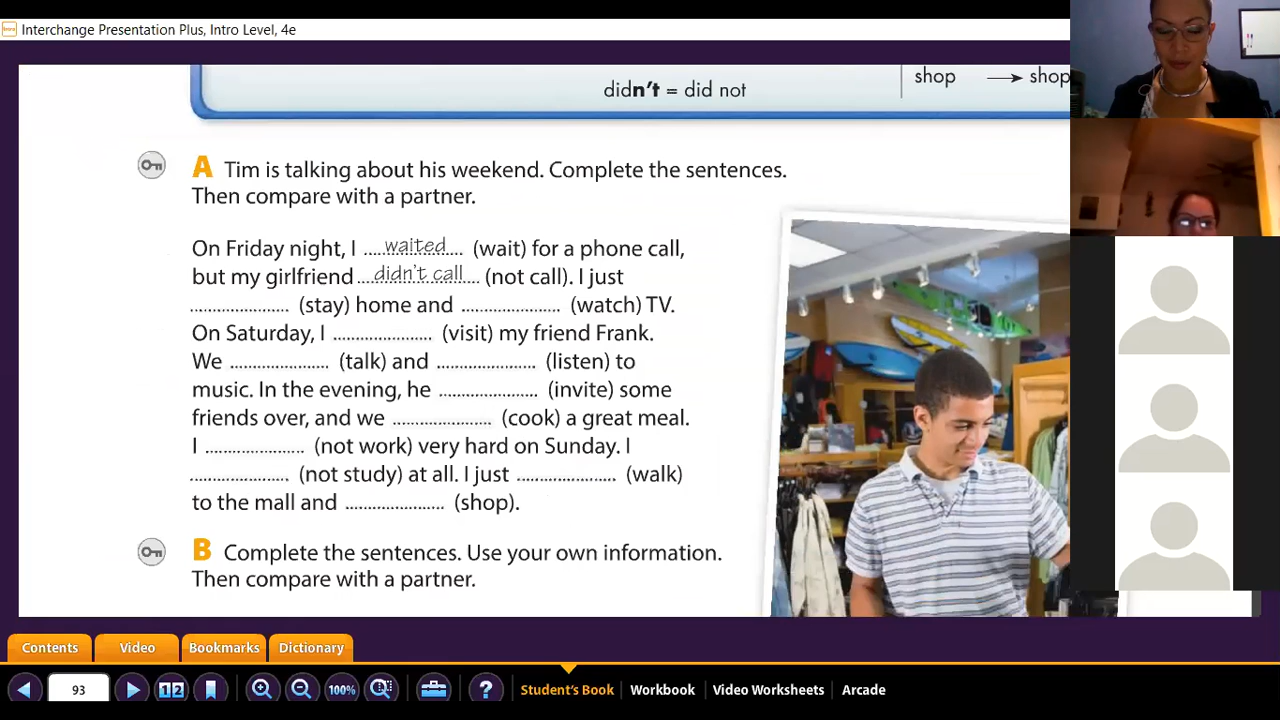 Interchange Presentation Plus, Intro Level, 4e
didn't = did not
shop → shop
A Tim is talking about his weekend. Complete the sentences.
Then compare with a partner.
On Friday night, I waited (wait) for a phone call,
but my girlfriend didn't call (not call). I just
.................... (stay) home and .................... (watch) TV.
On Saturday, I .................... (visit) my friend Frank.
We .................... (talk) and .................... (listen) to
music. In the evening, he .................... (invite) some
friends over, and we .................... (cook) a great meal.
I .................... (not work) very hard on Sunday. I
.................... (not study) at all. I just .................... (walk)
to the mall and .................... (shop).
B Complete the sentences. Use your own information.
Then compare with a partner.
Contents Video Bookmarks Dictionary
93 1 2 100% ? Student's Book Workbook Video Worksheets Arcade